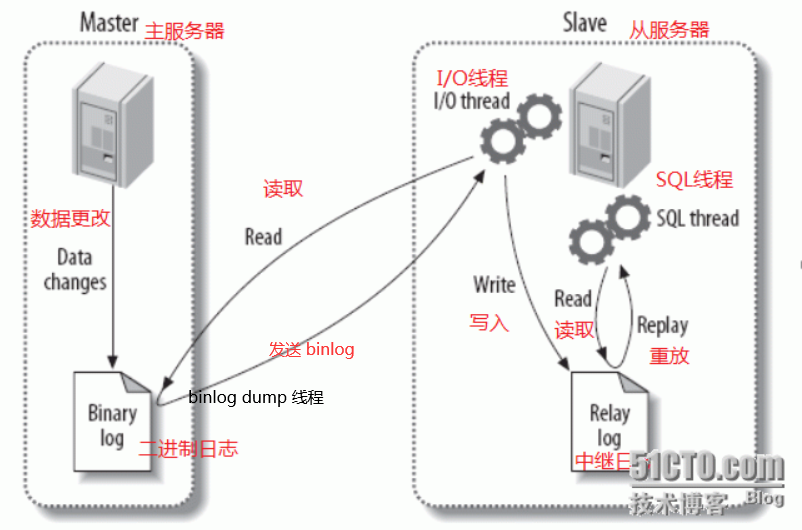 Master 主服务器
Slave 从服务器
I/O线程
I/O thread
SQL线程
SQL thread
读取
Read
数据更改
Data
changes
Write
写入
Read
读取
Replay
重放
发送 binlog
binlog dump 线程
Binary
log
二进制日志
Relay
log
中继日
51CTO.com
技术博客
Blog